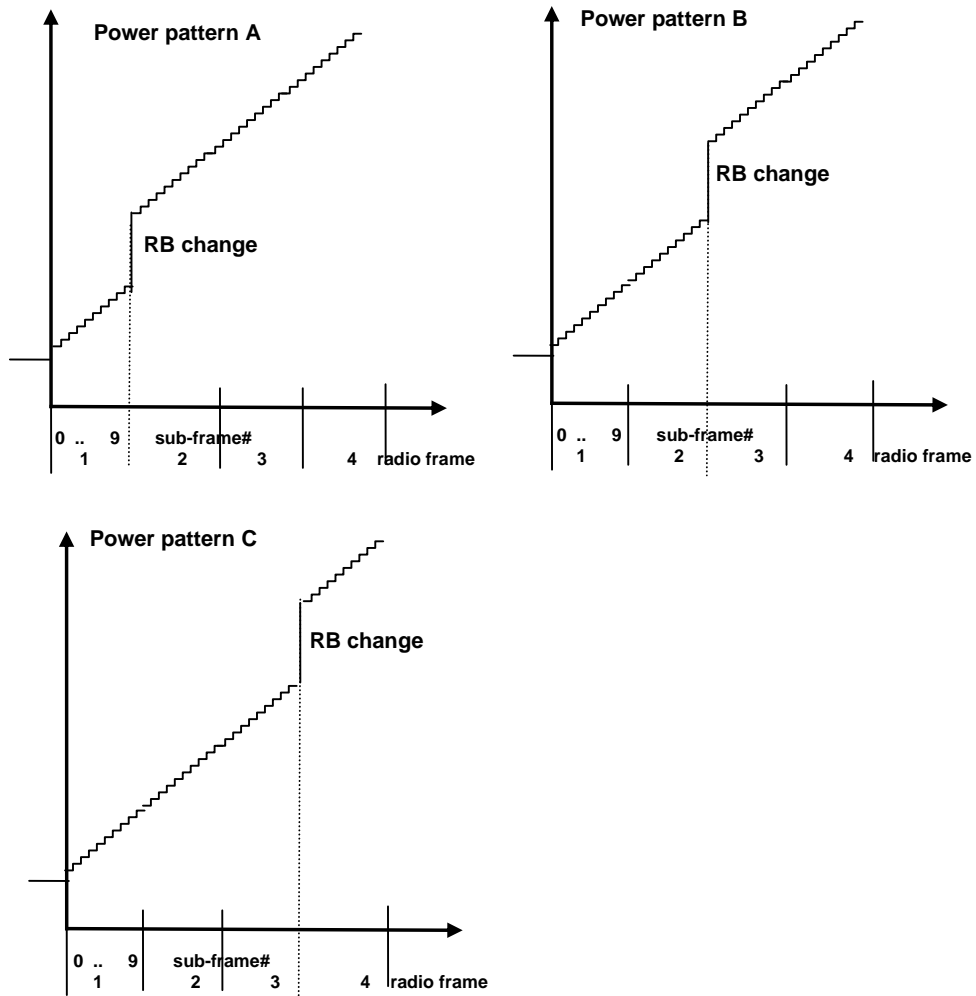 Power pattern A
RB change
0 .. 9 sub-frame#
1 2 3 4 radio frame
Power pattern B
RB change
0 .. 9 sub-frame#
1 2 3 4 radio frame
Power pattern C
RB change
0 .. 9 sub-frame#
1 2 3 4 radio frame